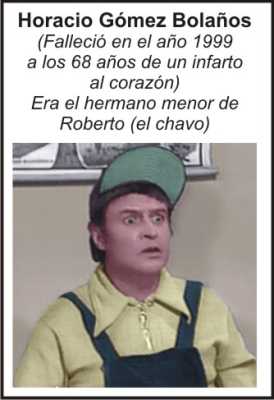 Horacio Gómez Bolaños
(Falleció en el año 1999
a los 68 años de un infarto
al corazón)
Era el hermano menor de
Roberto (el chavo)